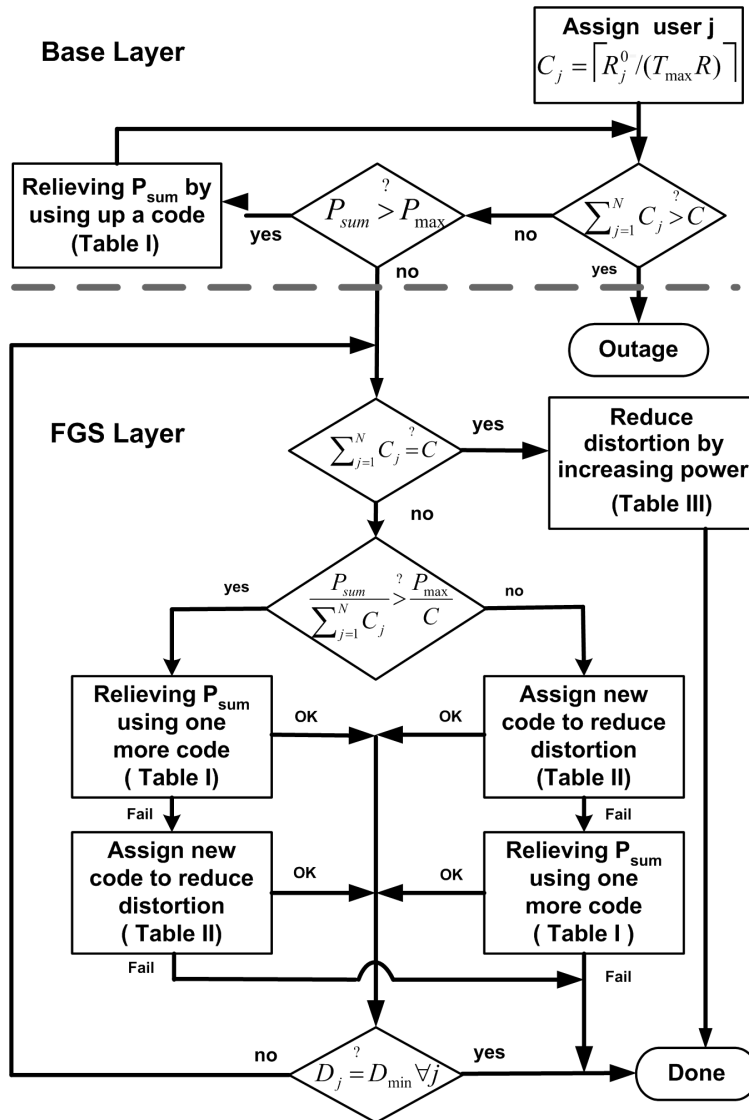 Base Layer
Assign user j
C_j = ⌈R_j^0/(T_max R)⌉
Relieving P_sum by
using up a code
(Table I)
yes
P_sum >^? P_max
no
∑_{j=1}^N C_j >^? C
no
yes
Outage
FGS Layer
∑_{j=1}^N C_j =^? C
yes
Reduce
distortion by
increasing power
(Table III)
no
yes
P_sum / ∑_{j=1}^N C_j >^? P_max / C
no
Relieving P_sum
using one
more code
( Table I)
OK
OK
Assign new
code to reduce
distortion
(Table II)
Fail
Fail
Assign new
code to reduce
distortion
( Table II)
OK
OK
Relieving P_sum
using one
more code
( Table I )
Fail
Fail
no
D_j =^? D_min ∀j
yes
Done